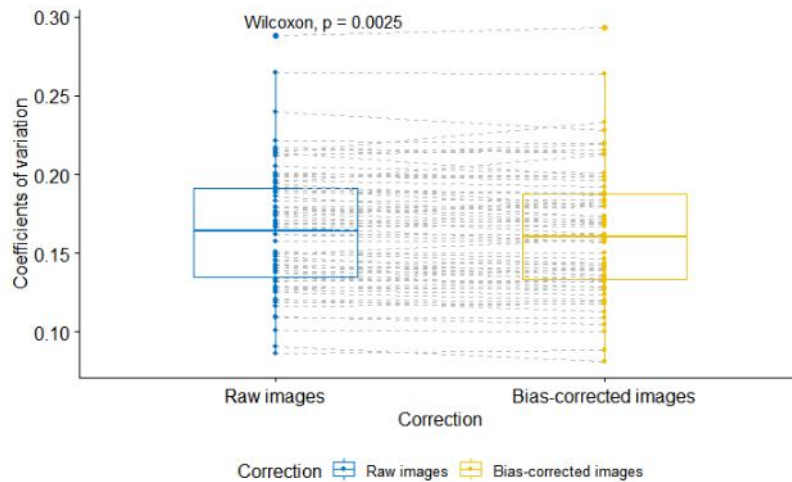 Wilcoxon, p = 0.0025
0.30
0.25
0.20
0.15
0.10
Coefficients of variation
Raw images
Bias-corrected images
Correction
Correction Raw images Bias-corrected images